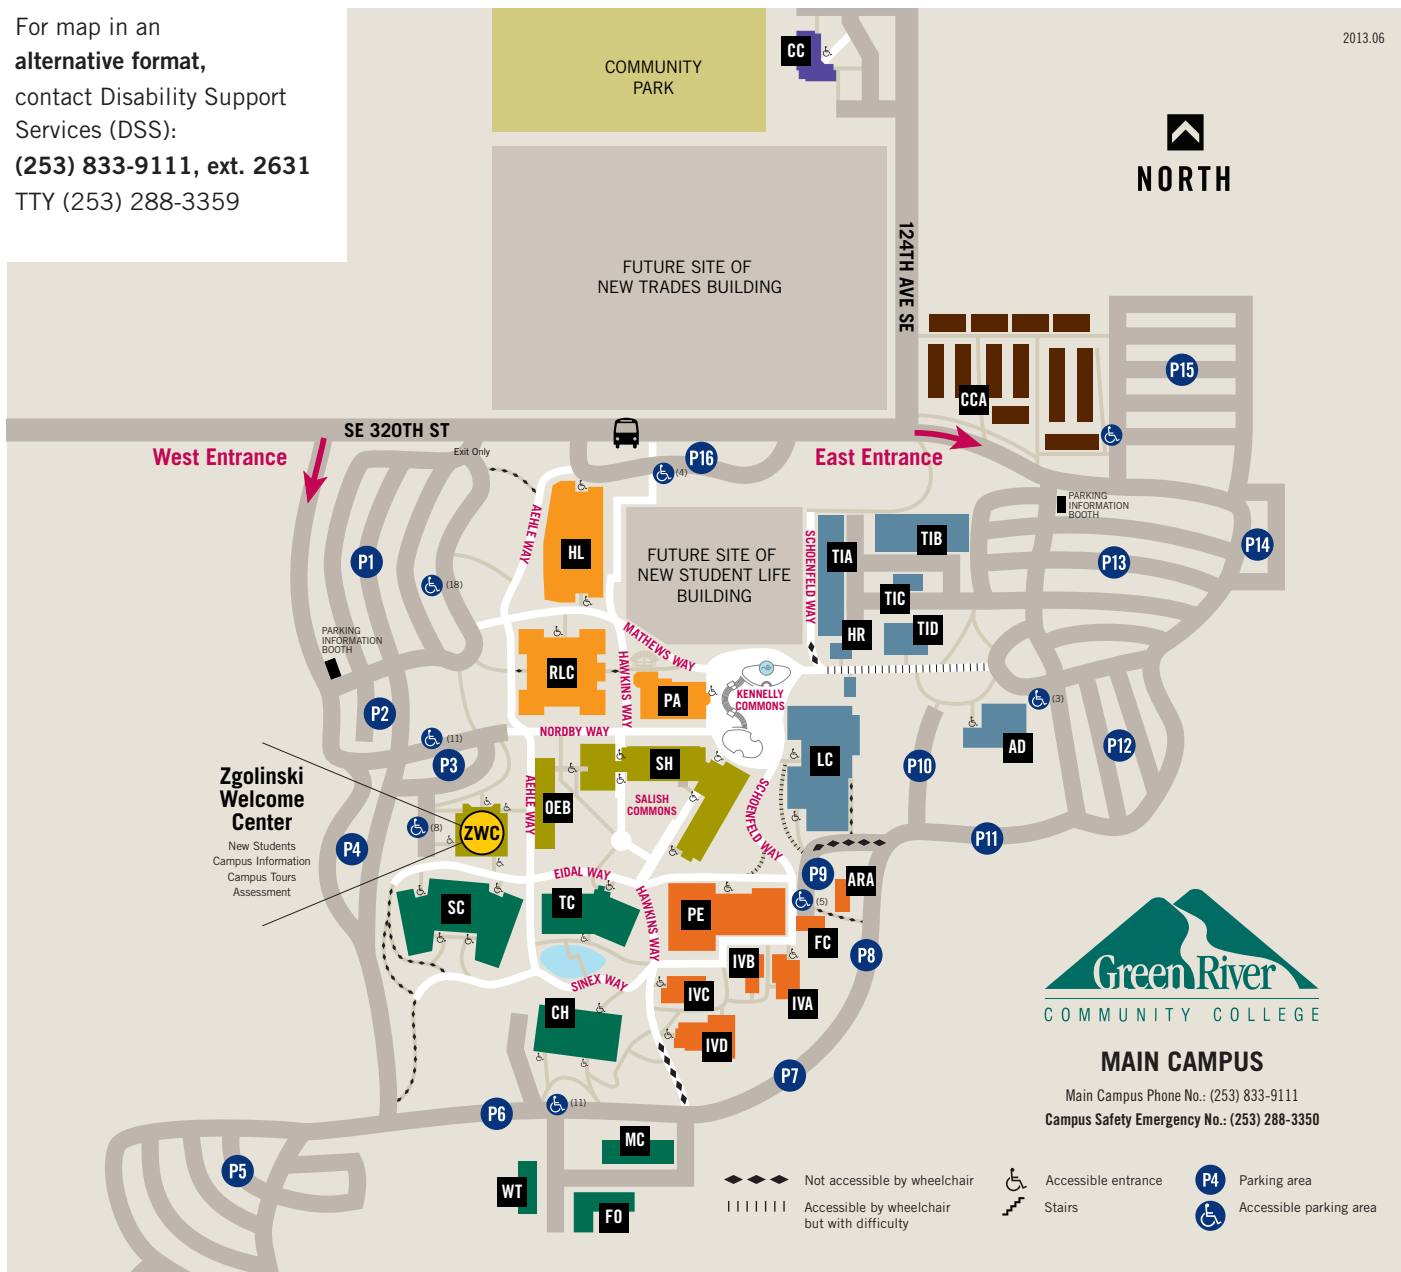 For map in an
alternative format,
contact Disability Support
Services (DSS):
(253) 833-9111, ext. 2631
TTY (253) 288-3359
2013.06
COMMUNITY
PARK
CC
NORTH
FUTURE SITE OF
NEW TRADES BUILDING
124TH AVE SE
P15
CCA
SE 320TH ST
West Entrance
Exit Only
P16
(4)
East Entrance
PARKING
INFORMATION
BOOTH
AEHLE WAY
HL
FUTURE SITE OF
NEW STUDENT LIFE
BUILDING
SCHOENFELD WAY
TIA
TIB
P14
P13
P1
(18)
TIC
HR
TID
PARKING
INFORMATION
BOOTH
MATHEWS WAY
HAWKINS WAY
RLC
PA
KENNELLY
COMMONS
(3)
P2
NORDBY WAY
(11)
P3
AD
P12
LC
P10
SH
Zgolinski
Welcome
Center
New Students
Campus Information
Campus Tours
Assessment
AEHLE WAY
OEB
SALISH
COMMONS
SCHOENFELD WAY
ZWC
(8)
P4
P11
EIDAL WAY
P9
ARA
(5)
SC
TC
HAWKINS WAY
PE
FC
P8
IVB
SINEX WAY
IVC
IVA
CH
IVD
P7
Green River
COMMUNITY COLLEGE
MAIN CAMPUS
Main Campus Phone No.: (253) 833-9111
Campus Safety Emergency No.: (253) 288-3350
P6
(11)
MC
P5
WT
FO
Not accessible by wheelchair
Accessible by wheelchair
but with difficulty
Accessible entrance
Stairs
P4
Parking area
Accessible parking area